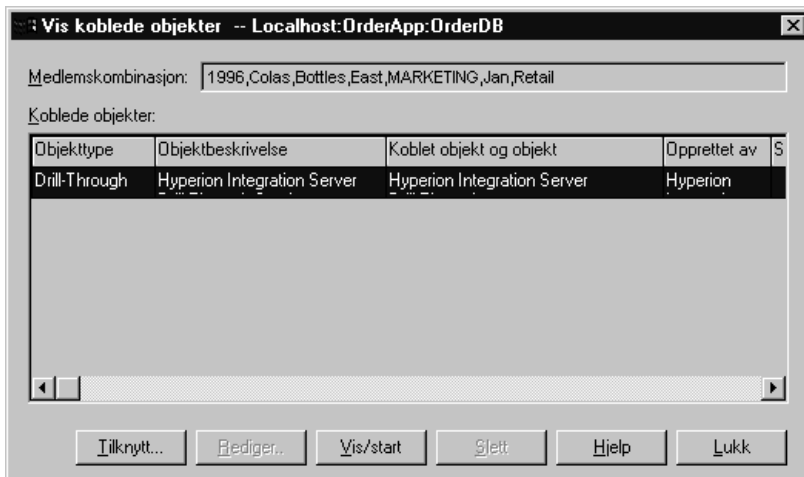 Vis koblede objekter -- Localhost:OrderApp:OrderDB
Medlemskombinasjon: 1996,Colas,Bottles,East,MARKETING,Jan,Retail
Koblede objekter:
Objekttype Objektbeskrivelse Koblet objekt og objekt Opprettet av S
Drill-Through Hyperion Integration Server Hyperion Integration Server Hyperion
Tilknytt... Rediger.. Vis/start Slett Hjelp Lukk